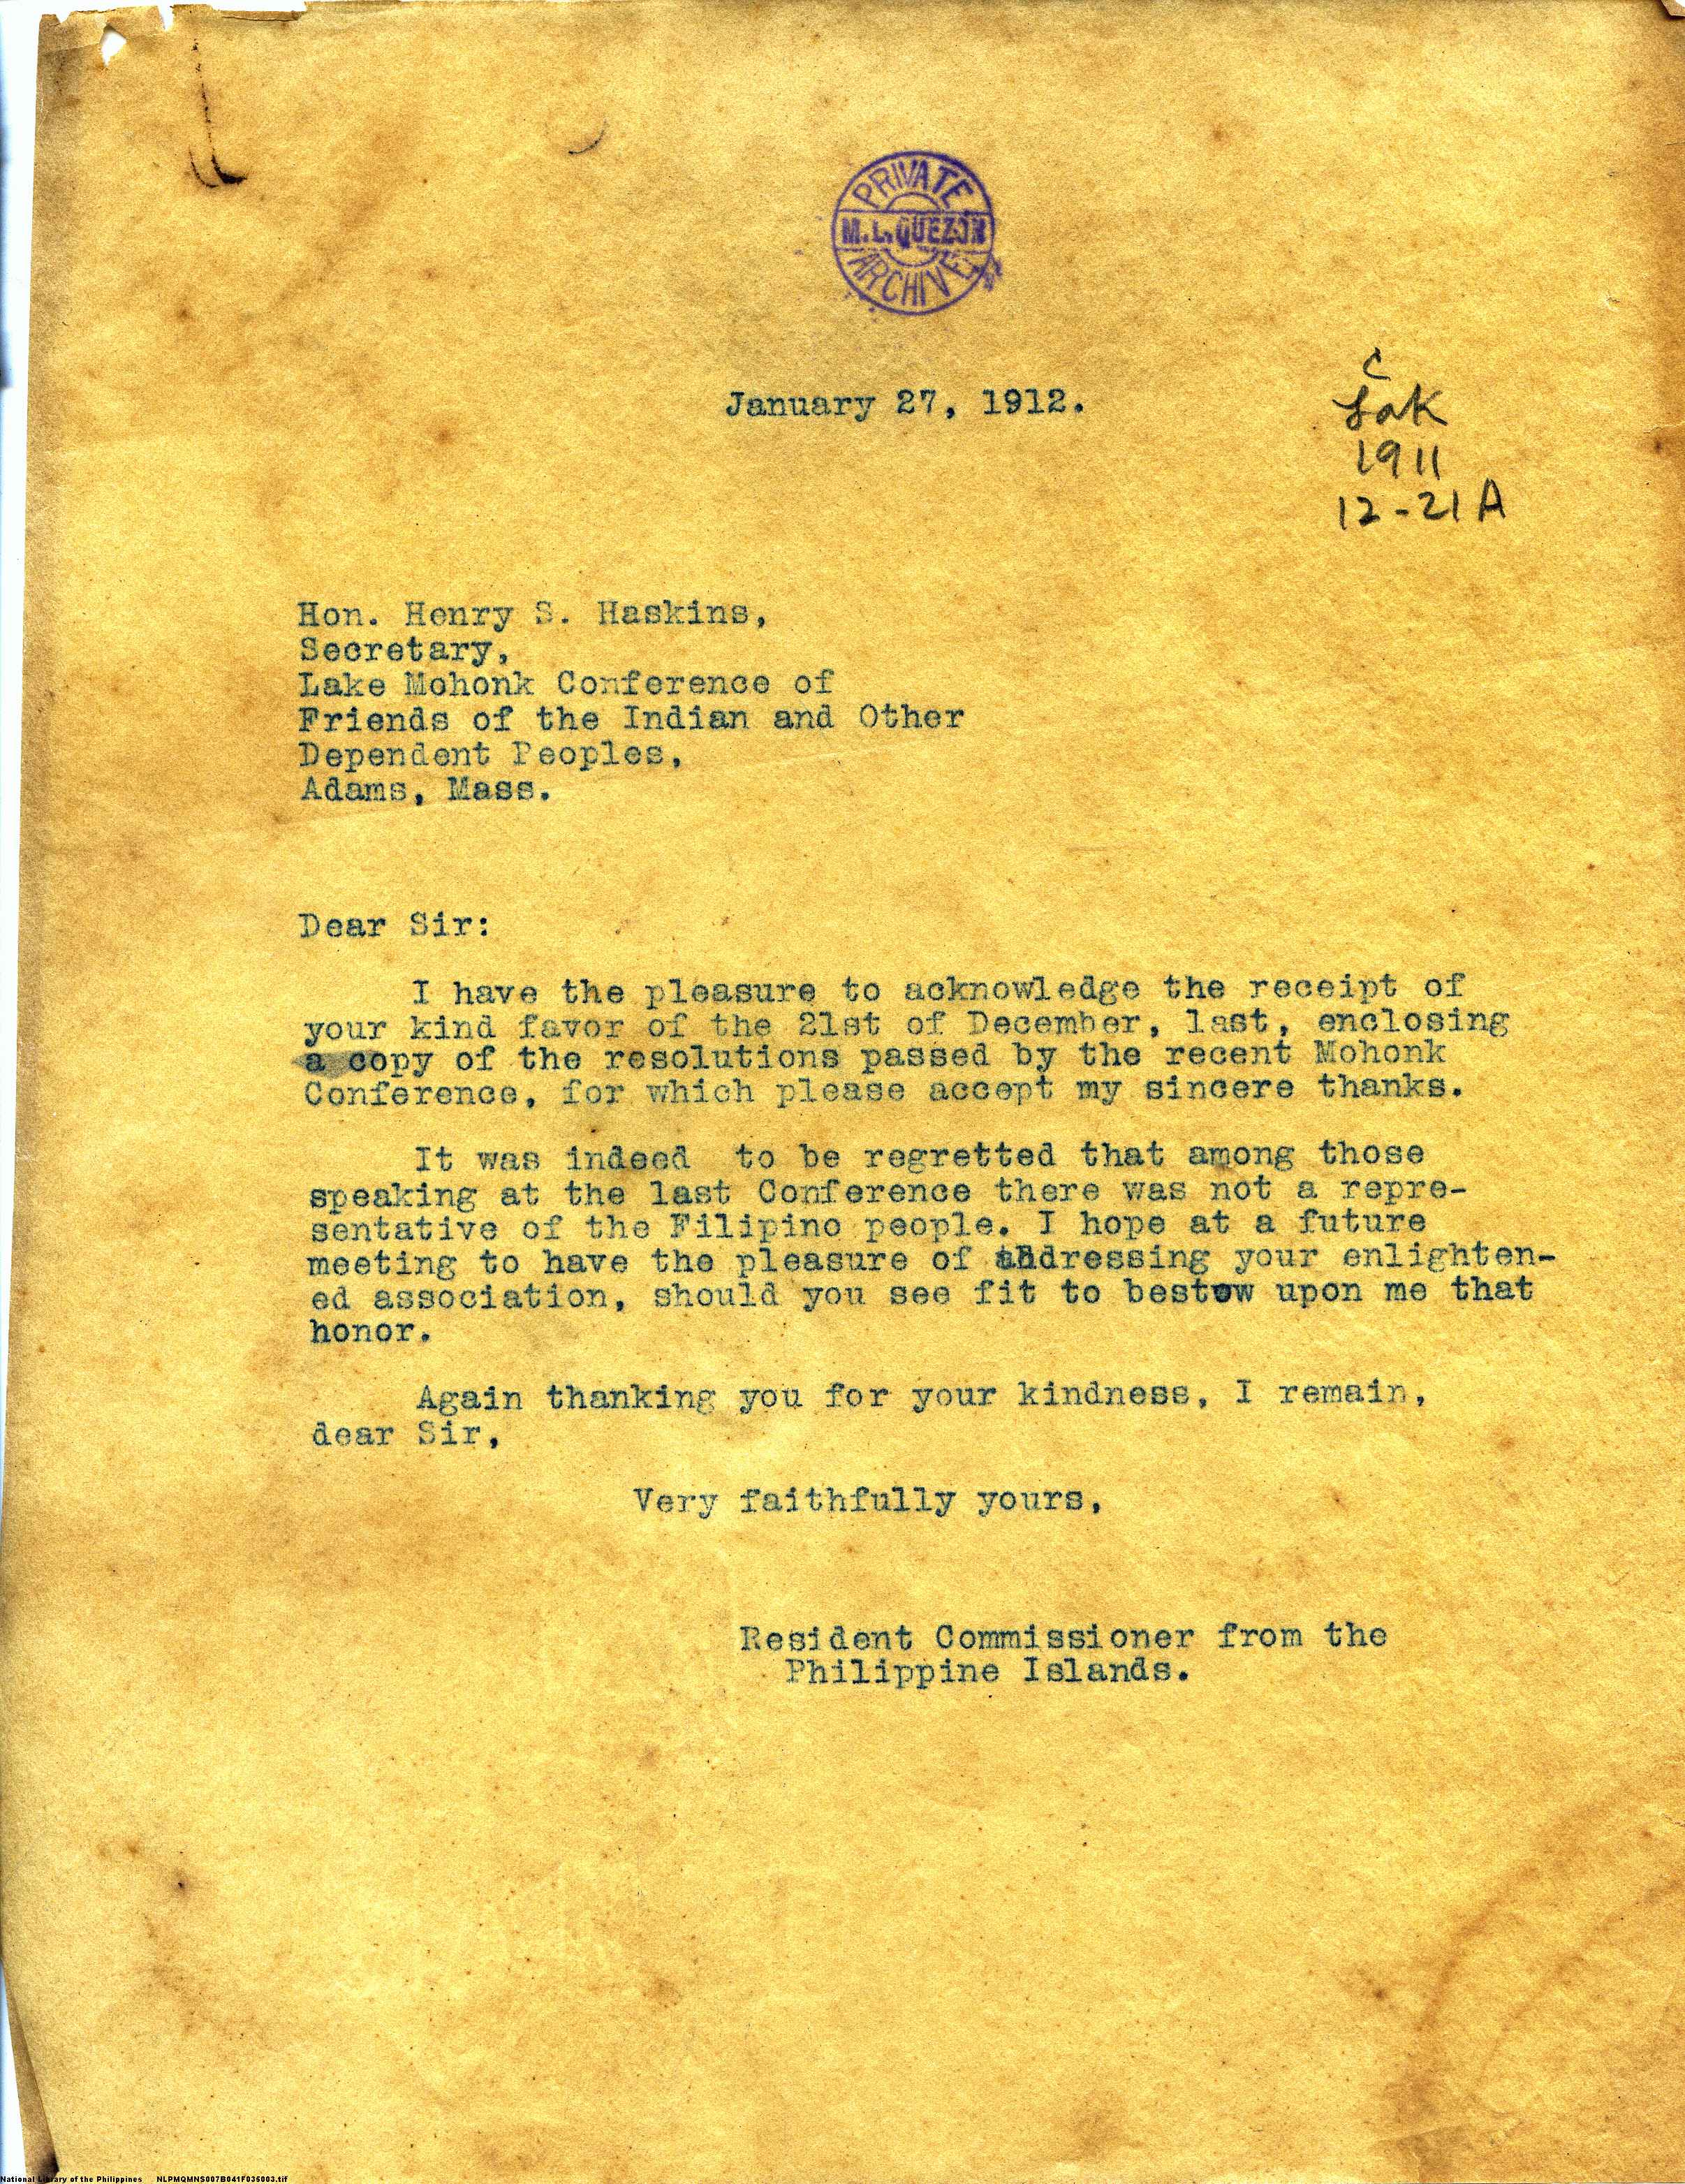 PRIVATE
M. L. QUEZON
ARCHIVE
January 27, 1912.
C
Lak
1911
12-21 A
Hon. Henry S. Haskins,
Secretary,
Lake Mohonk Conference of
Friends of the Indian and Other
Dependent Peoples,
Adams, Mass.
Dear Sir:
I have the pleasure to acknowledge the receipt of
your kind favor of the 21st of December, last, enclosing
a copy of the resolutions passed by the recent Mohonk
Conference, for which please accept my sincere thanks.
It was indeed to be regretted that among those
speaking at the last Conference there was not a repre-
sentative of the Filipino people. I hope at a future
meeting to have the pleasure of addressing your enlighten-
ed association, should you see fit to bestow upon me that
honor.
Again thanking you for your kindness, I remain,
dear Sir,
Very faithfully yours,
Resident Commissioner from the
Philippine Islands.
National Library of the Philippines NLPMQMNS007B041F035003.tif